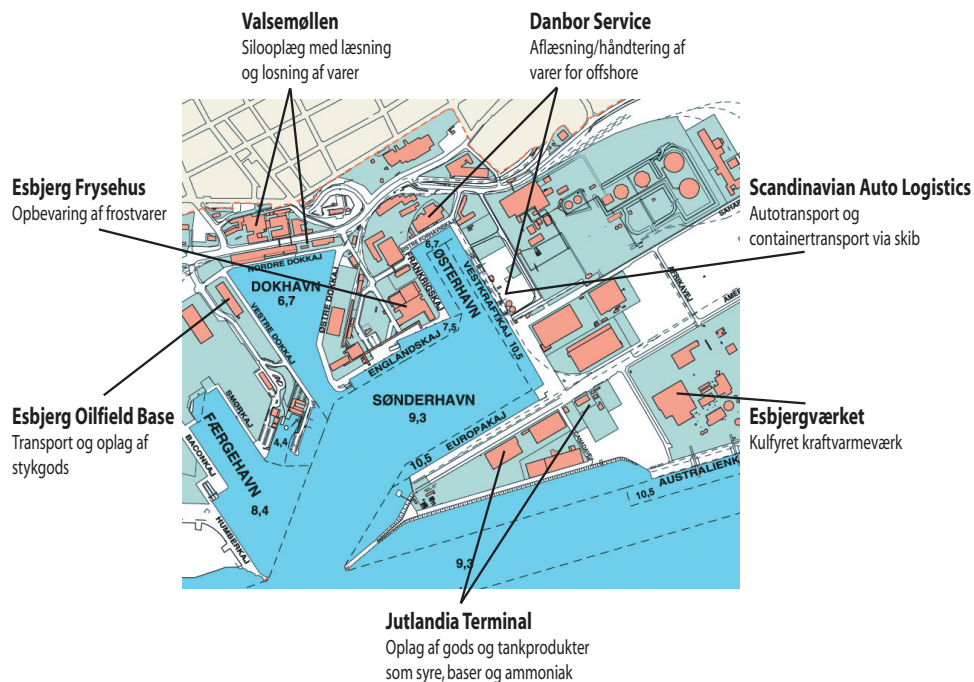 Valsemøllen
Silooplæg med læsning
og losning af varer
Danbor Service
Aflæsning/håndtering af
varer for offshore
Esbjerg Frysehus
Opbevaring af frostvarer
Scandinavian Auto Logistics
Autotransport og
containertransport via skib
Esbjerg Oilfield Base
Transport og oplag af
stykgods
Esbjergværket
Kulfyret kraftvarmeværk
Jutlandia Terminal
Oplag af gods og tankprodukter
som syre, baser og ammoniak
NORDRE DOKKAJ
DOKHAVN
6,7
VESTRE DOKKAJ
ØSTRE DOKKAJ
FRANKRIGSKAJ
6,7
ØSTERHAVN
VESTKRAFTKAJ
10,5
7,5
ENGLANDSKAJ
SØNDERHAVN
9,3
EUROPAKAJ
10,5
SMØRKAJ
BACONKAJ
FÆRGEHAVN
4,4
8,4
HUMBERKAJ
10,5
9,3